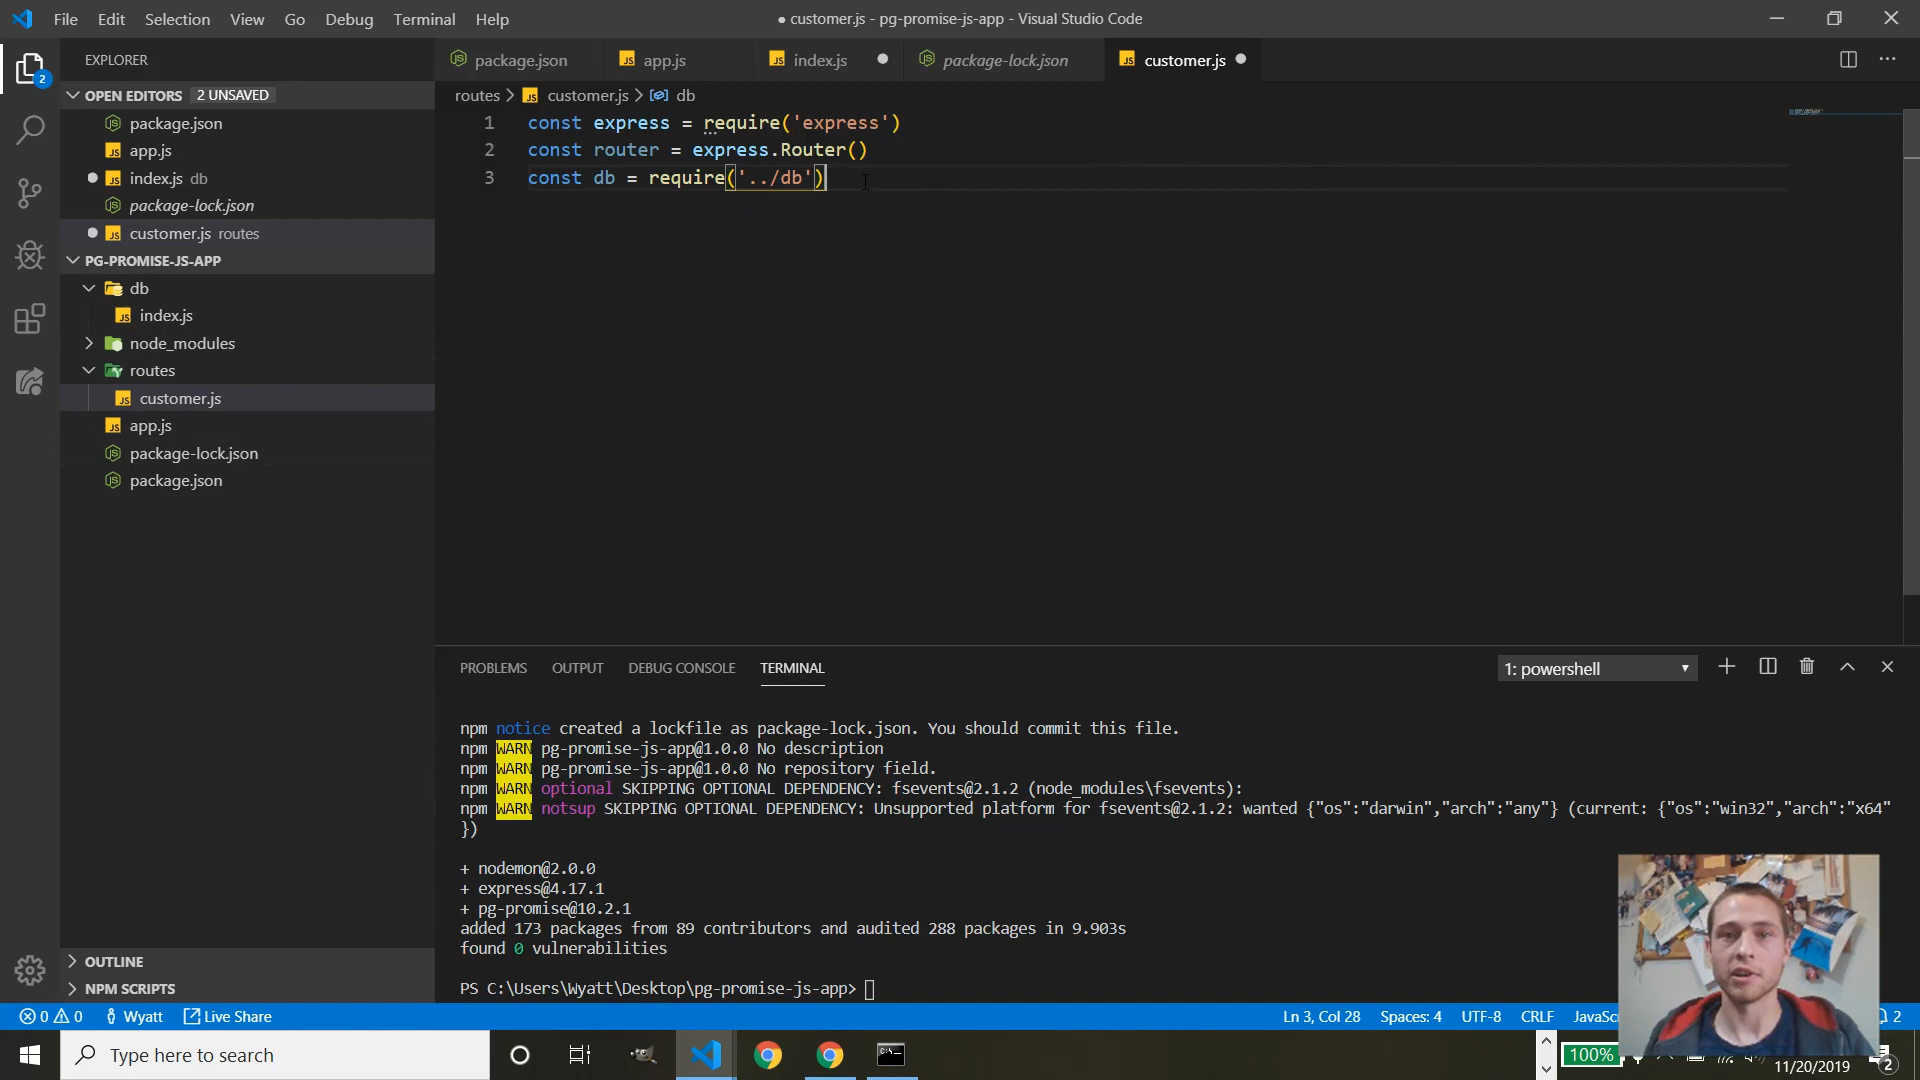 File Edit Selection View Go Debug Terminal Help
● customer.js - pg-promise-js-app - Visual Studio Code
EXPLORER
OPEN EDITORS 2 UNSAVED
package.json
app.js
index.js db
package-lock.json
customer.js routes
PG-PROMISE-JS-APP
db
index.js
node_modules
routes
customer.js
app.js
package-lock.json
package.json
OUTLINE
NPM SCRIPTS
package.json app.js index.js package-lock.json customer.js
routes > customer.js > db
1 const express = require('express')
2 const router = express.Router()
3 const db = require('../db')
PROBLEMS OUTPUT DEBUG CONSOLE TERMINAL 1: powershell
npm notice created a lockfile as package-lock.json. You should commit this file.
npm WARN pg-promise-js-app@1.0.0 No description
npm WARN pg-promise-js-app@1.0.0 No repository field.
npm WARN optional SKIPPING OPTIONAL DEPENDENCY: fsevents@2.1.2 (node_modules\fsevents):
npm WARN notsup SKIPPING OPTIONAL DEPENDENCY: Unsupported platform for fsevents@2.1.2: wanted {"os":"darwin","arch":"any"} (current: {"os":"win32","arch":"x64"
})
+ nodemon@2.0.0
+ express@4.17.1
+ pg-promise@10.2.1
added 173 packages from 89 contributors and audited 288 packages in 9.903s
found 0 vulnerabilities
PS C:\Users\Wyatt\Desktop\pg-promise-js-app>
0 0 Wyatt Live Share Ln 3, Col 28 Spaces: 4 UTF-8 CRLF 2
Type here to search 100% 2
11/20/2019